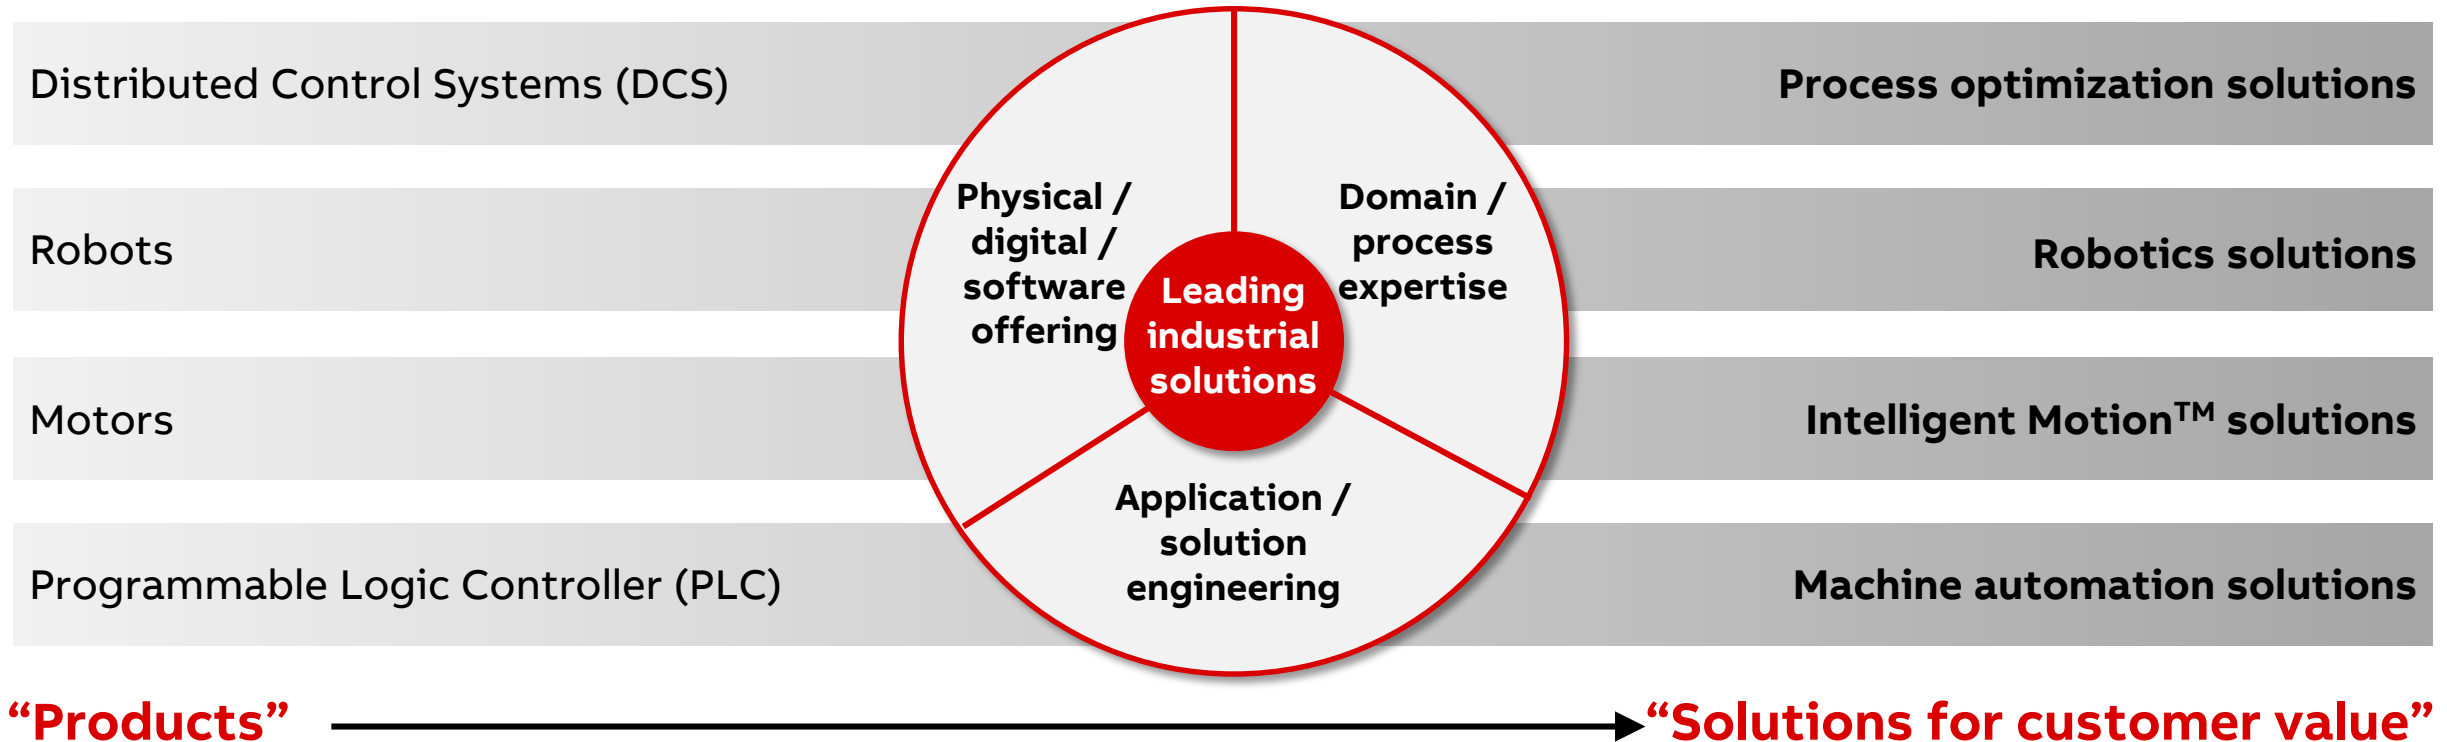 Distributed Control Systems (DCS)
Robots
Motors
Programmable Logic Controller (PLC)
Physical /
digital /
software
offering
Domain /
process
expertise
Leading
industrial
solutions
Application /
solution
engineering
Process optimization solutions
Robotics solutions
Intelligent Motion™ solutions
Machine automation solutions
“Products”
“Solutions for customer value”